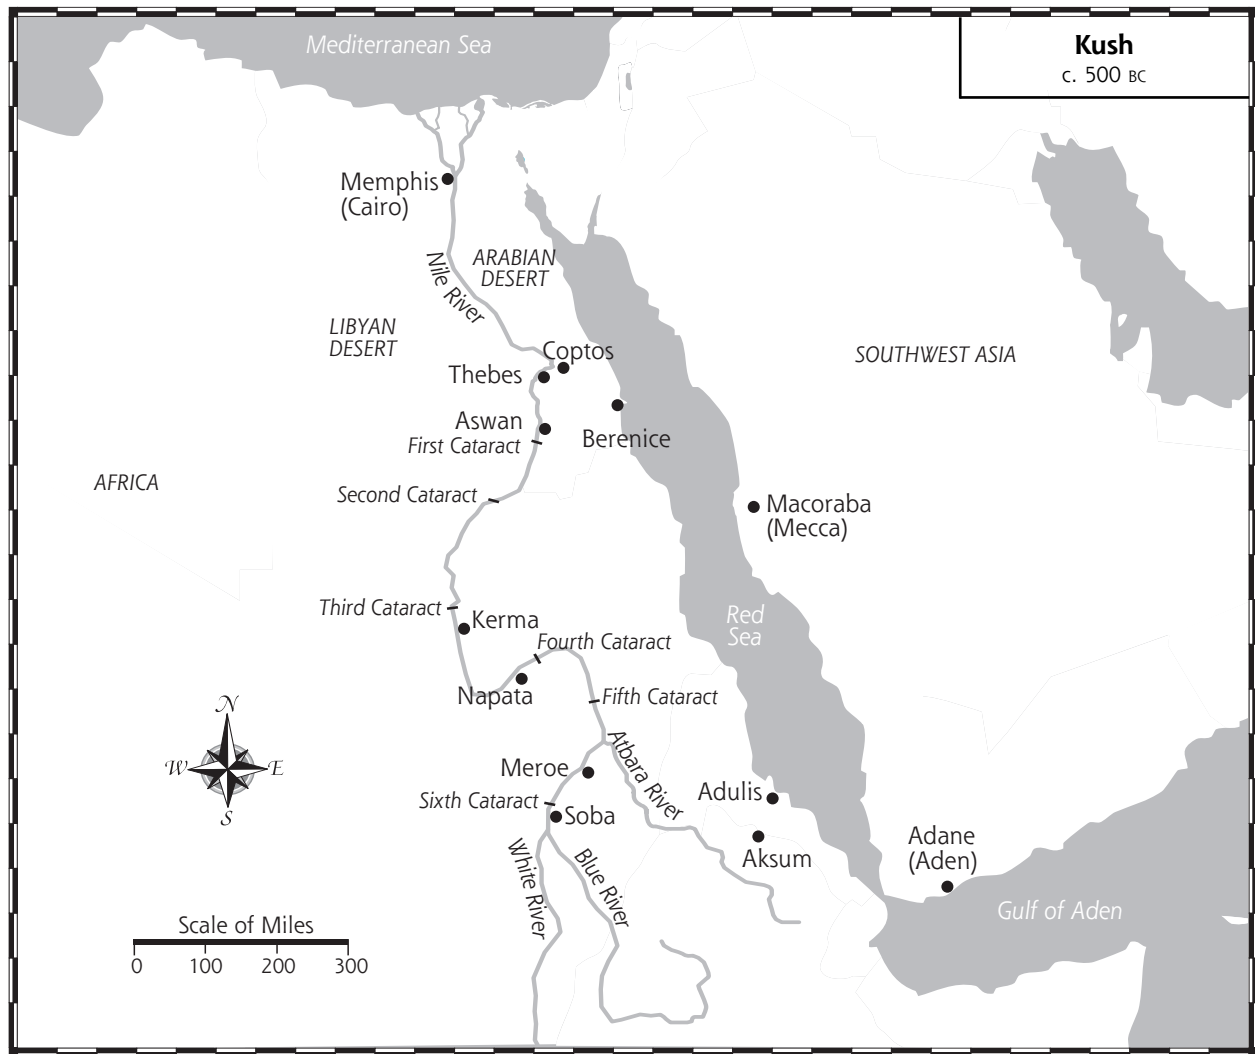 Mediterranean Sea
Kush
c. 500 BC
Memphis
(Cairo)
Nile River
ARABIAN
DESERT
LIBYAN
DESERT
Coptos
Thebes
SOUTHWEST ASIA
Aswan
First Cataract
Berenice
AFRICA
Second Cataract
Macoraba
(Mecca)
Third Cataract
Kerma
Red
Sea
Fourth Cataract
Napata
Fifth Cataract
N
W
E
S
Atbara River
Meroe
Sixth Cataract
Soba
Adulis
Aksum
Adane
(Aden)
White River
Blue River
Gulf of Aden
Scale of Miles
0 100 200 300